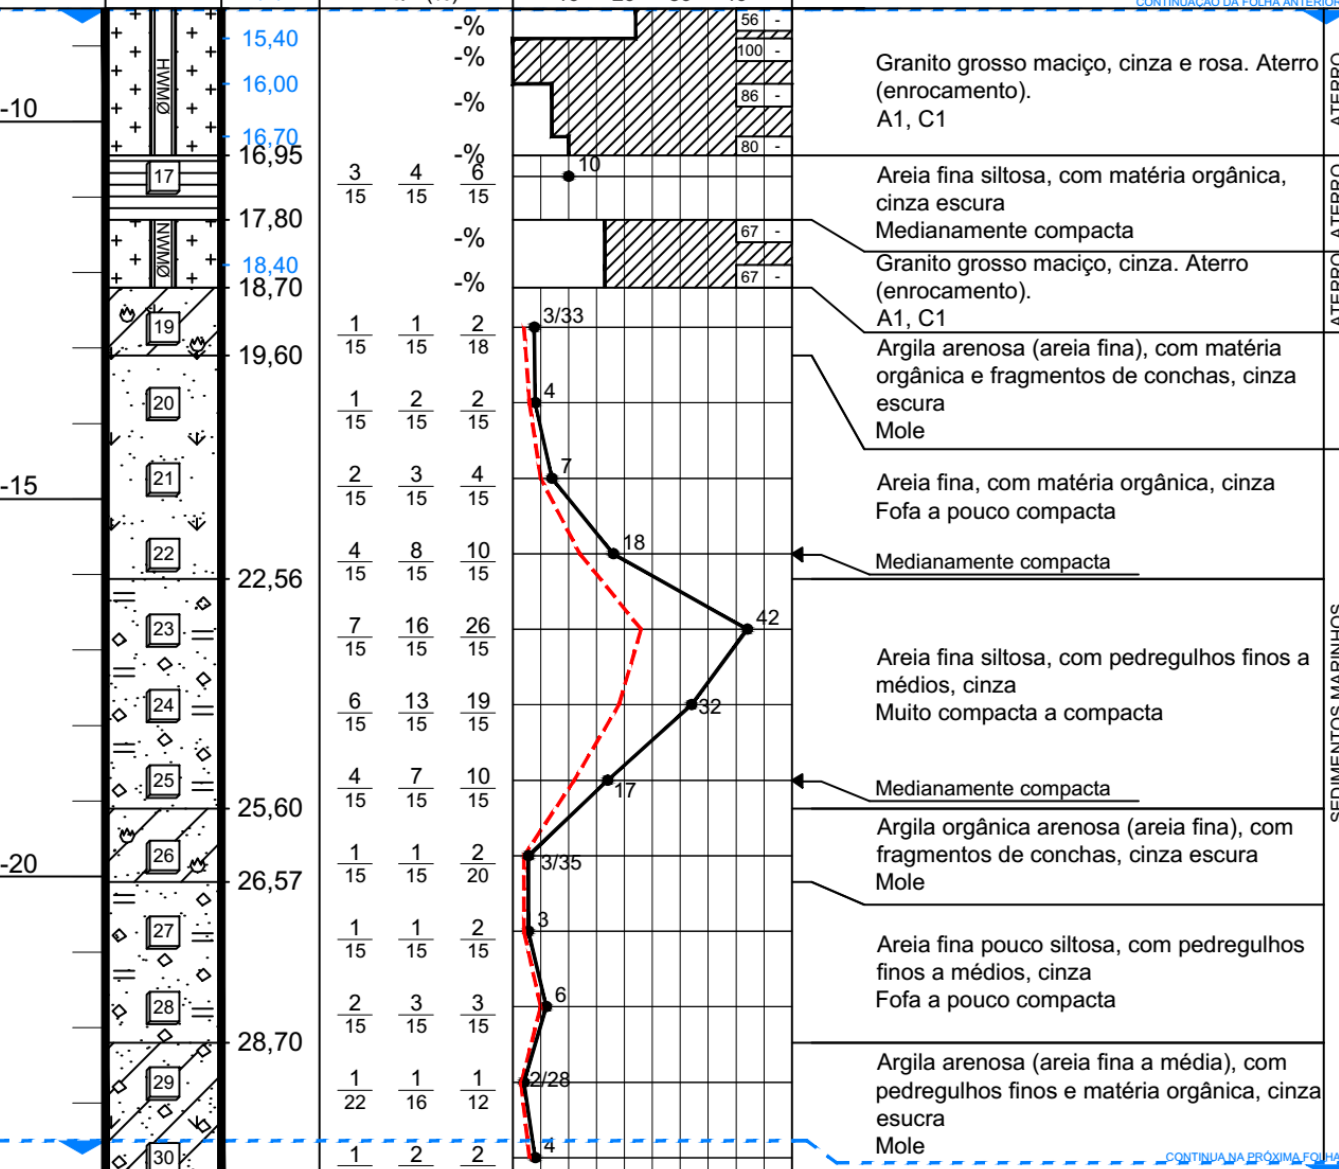 CONTINUAÇÃO DA FOLHA ANTERIOR
-% 56 -
15,40
-% 100 -
Granito grosso maciço, cinza e rosa. Aterro
(enrocamento).
A1, C1
ATERRO
HWMØ
16,00
-% 86 -
-10
16,70
-% 80 -
16,95
17
3 4 6
15 15 15
10
Areia fina siltosa, com matéria orgânica,
cinza escura
Medianamente compacta
ATERRO
17,80
NWMØ
-% 67 -
18,40
-% 67 -
18,70
Granito grosso maciço, cinza. Aterro
(enrocamento).
A1, C1
ATERRO
19
1 1 2
15 15 18
3/33
19,60
Argila arenosa (areia fina), com matéria
orgânica e fragmentos de conchas, cinza
escura
Mole
20
1 2 2
15 15 15
4
-15
21
2 3 4
15 15 15
7
Areia fina, com matéria orgânica, cinza
Fofa a pouco compacta
22
4 8 10
15 15 15
18
Medianamente compacta
22,56
23
7 16 26
15 15 15
42
Areia fina siltosa, com pedregulhos finos a
médios, cinza
Muito compacta a compacta
SEDIMENTOS MARINHOS
24
6 13 19
15 15 15
32
25
4 7 10
15 15 15
17
Medianamente compacta
25,60
-20
26
1 1 2
15 15 20
3/35
Argila orgânica arenosa (areia fina), com
fragmentos de conchas, cinza escura
Mole
26,57
27
1 1 2
15 15 15
3
Areia fina pouco siltosa, com pedregulhos
finos a médios, cinza
Fofa a pouco compacta
28
2 3 3
15 15 15
6
28,70
29
1 1 1
22 16 12
2/28
Argila arenosa (areia fina a média), com
pedregulhos finos e matéria orgânica, cinza
esucra
Mole
30
1 2 2
4
CONTINUA NA PRÓXIMA FOLHA